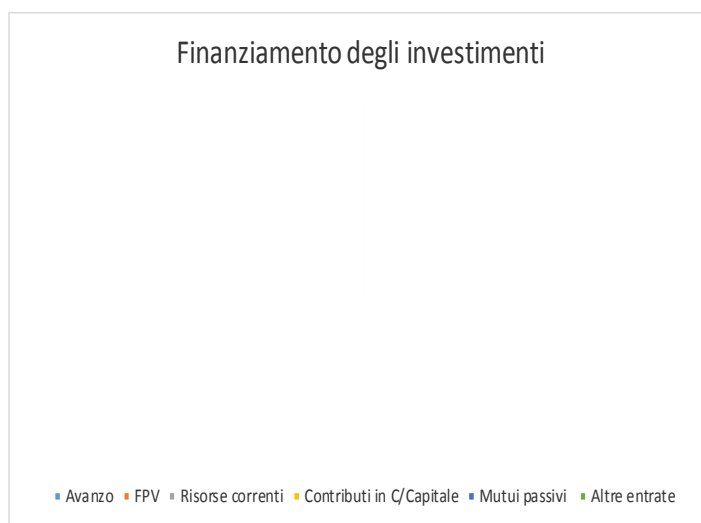 Finanziamento degli investimenti
Avanzo FPV Risorse correnti Contributi in C/Capitale Mutui passivi Altre entrate